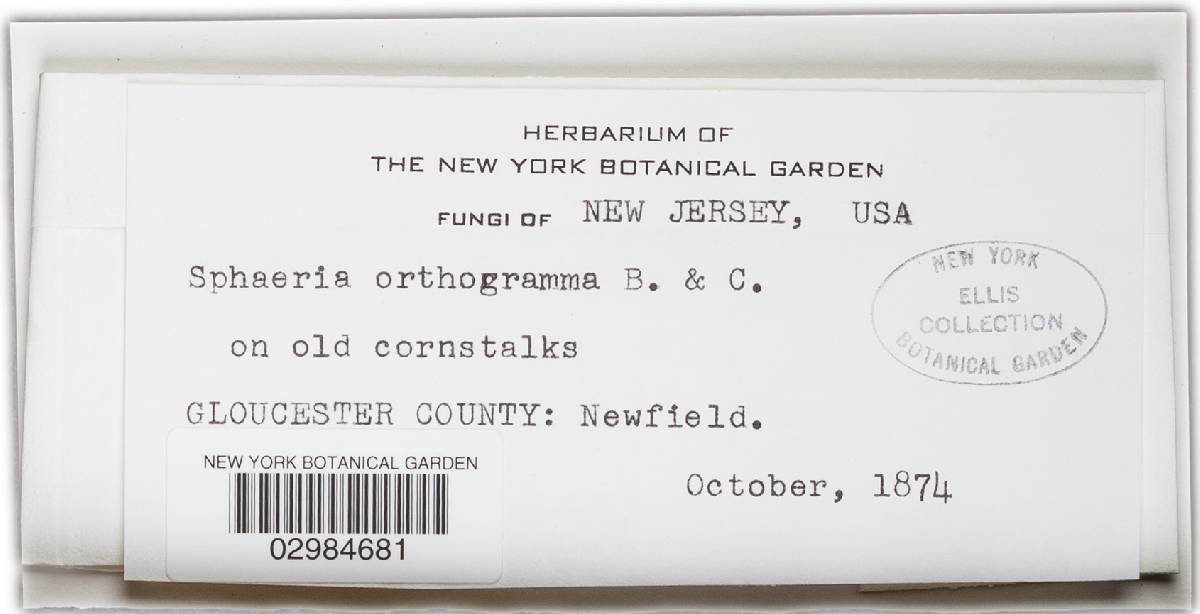 HERBARIUM OF
THE NEW YORK BOTANICAL GARDEN
FUNGI OF NEW JERSEY, USA
Sphaeria orthogramma B. & C.
on old cornstalks
GLOUCESTER COUNTY: Newfield.
October, 1874
NEW YORK
ELLIS
COLLECTION
BOTANICAL GARDEN
NEW YORK BOTANICAL GARDEN
02984681